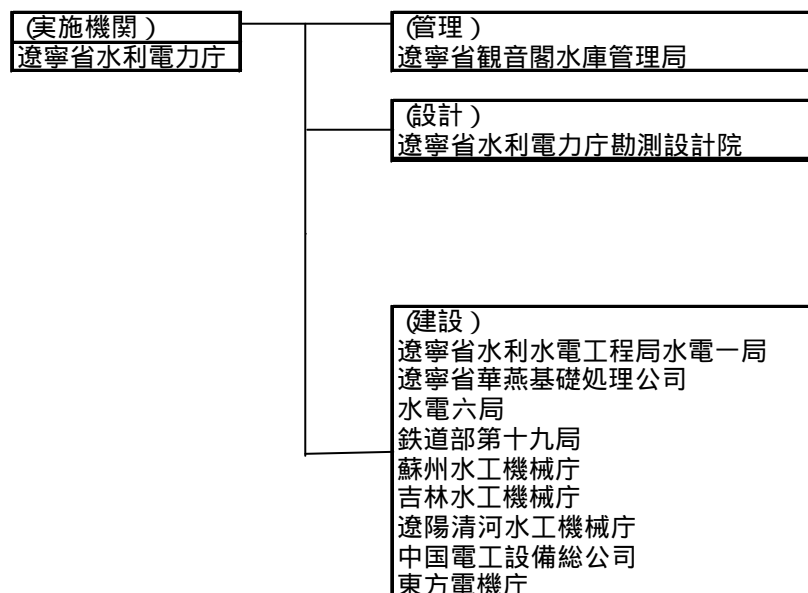 (実施機関)
遼寧省水利電力庁
(管理)
遼寧省観音閣水庫管理局
(設計)
遼寧省水利電力庁勘測設計院
(建設)
遼寧省水利水電工程局水電一局
遼寧省華燕基礎処理公司
水電六局
鉄道部第十九局
蘇州水工機械庁
吉林水工機械庁
遼陽清河水工機械庁
中国電工設備総公司
東方電機庁